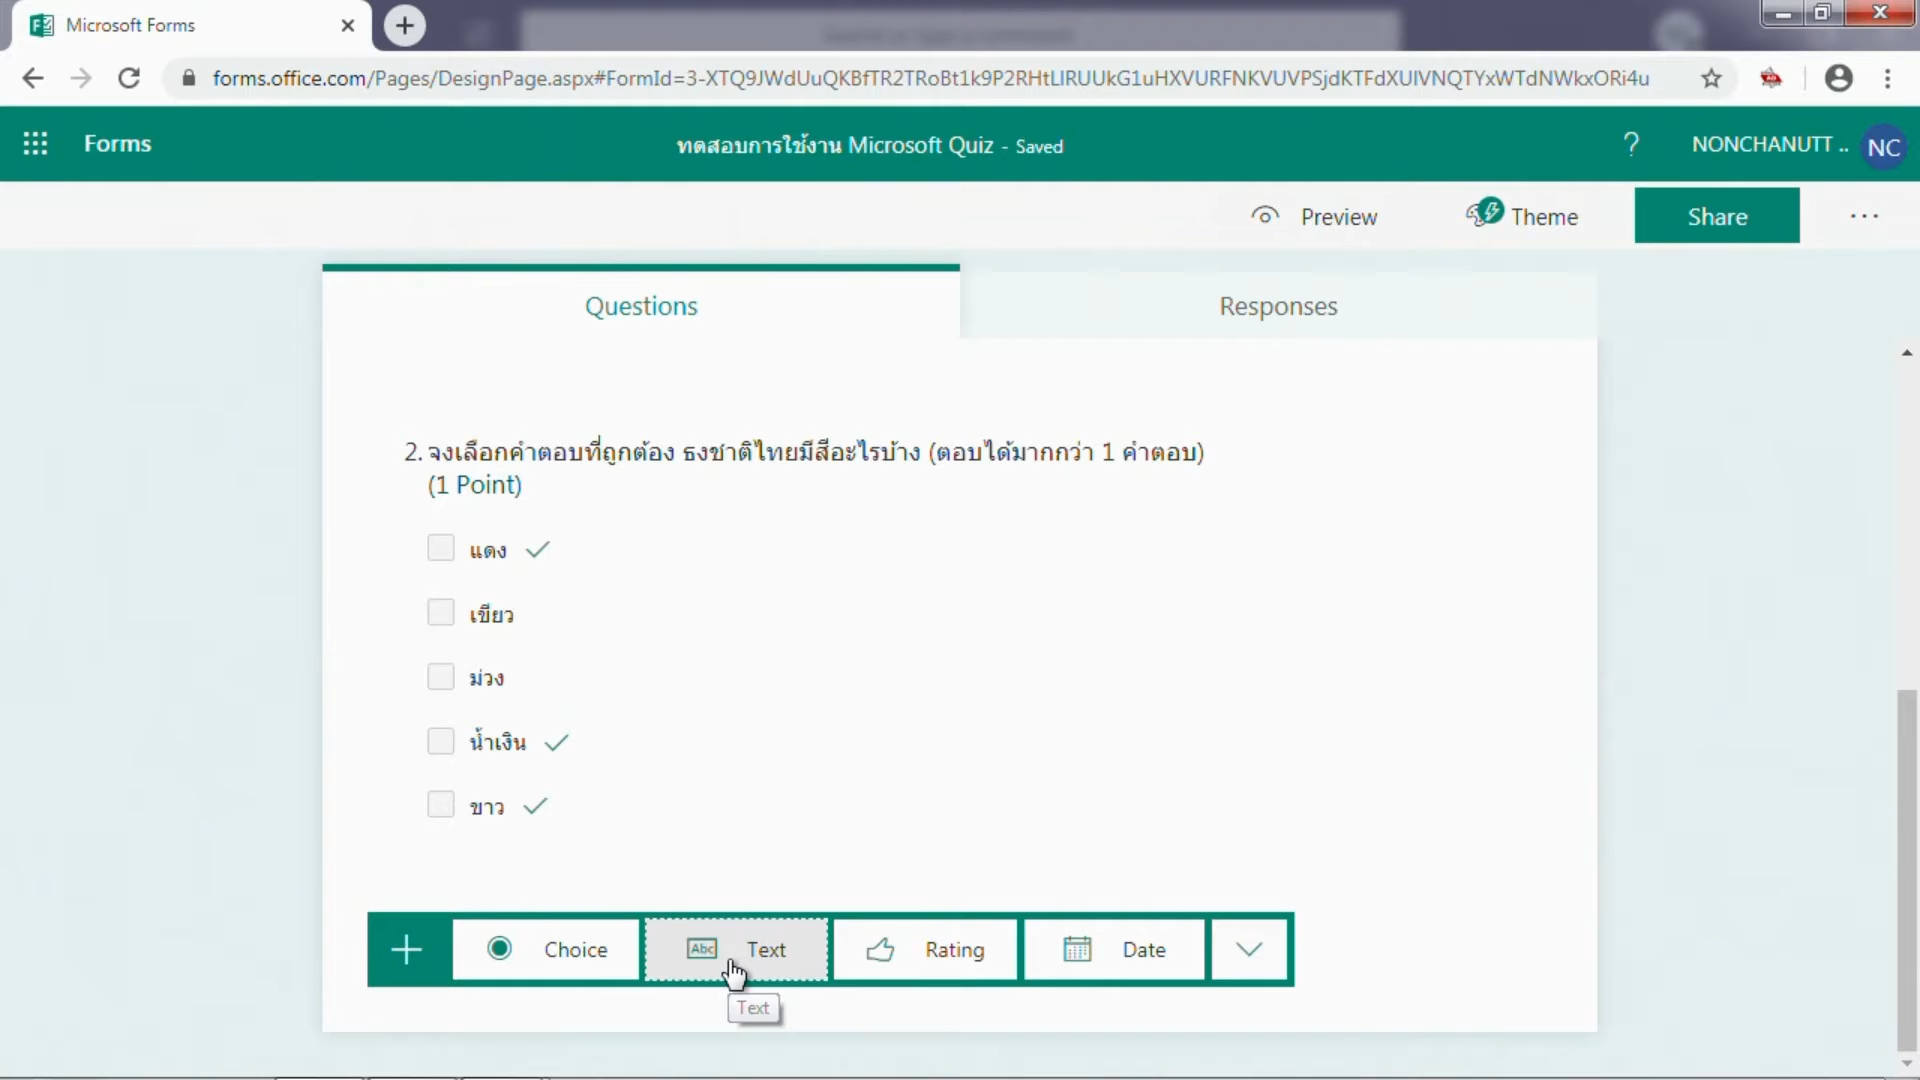 Microsoft Forms
forms.office.com/Pages/DesignPage.aspx#FormId=3-XTQ9JWdUuQKBfTR2TRoBt1k9P2RHtLlRUUkG1uHXVURFNKVUVPSjdKTFdXUlVNQTYxWTdNWkxORi4u
Forms
ทดสอบการใช้งาน Microsoft Quiz - Saved
?
NONCHANUTT ..
NC
Preview
Theme
Share
Questions
Responses
2. จงเลือกคำตอบที่ถูกต้อง ธงชาติไทยมีสีอะไรบ้าง (ตอบได้มากกว่า 1 คำตอบ)
(1 Point)
แดง
เขียว
ม่วง
น้ำเงิน
ขาว
Choice
Abc Text
Rating
Date
Text